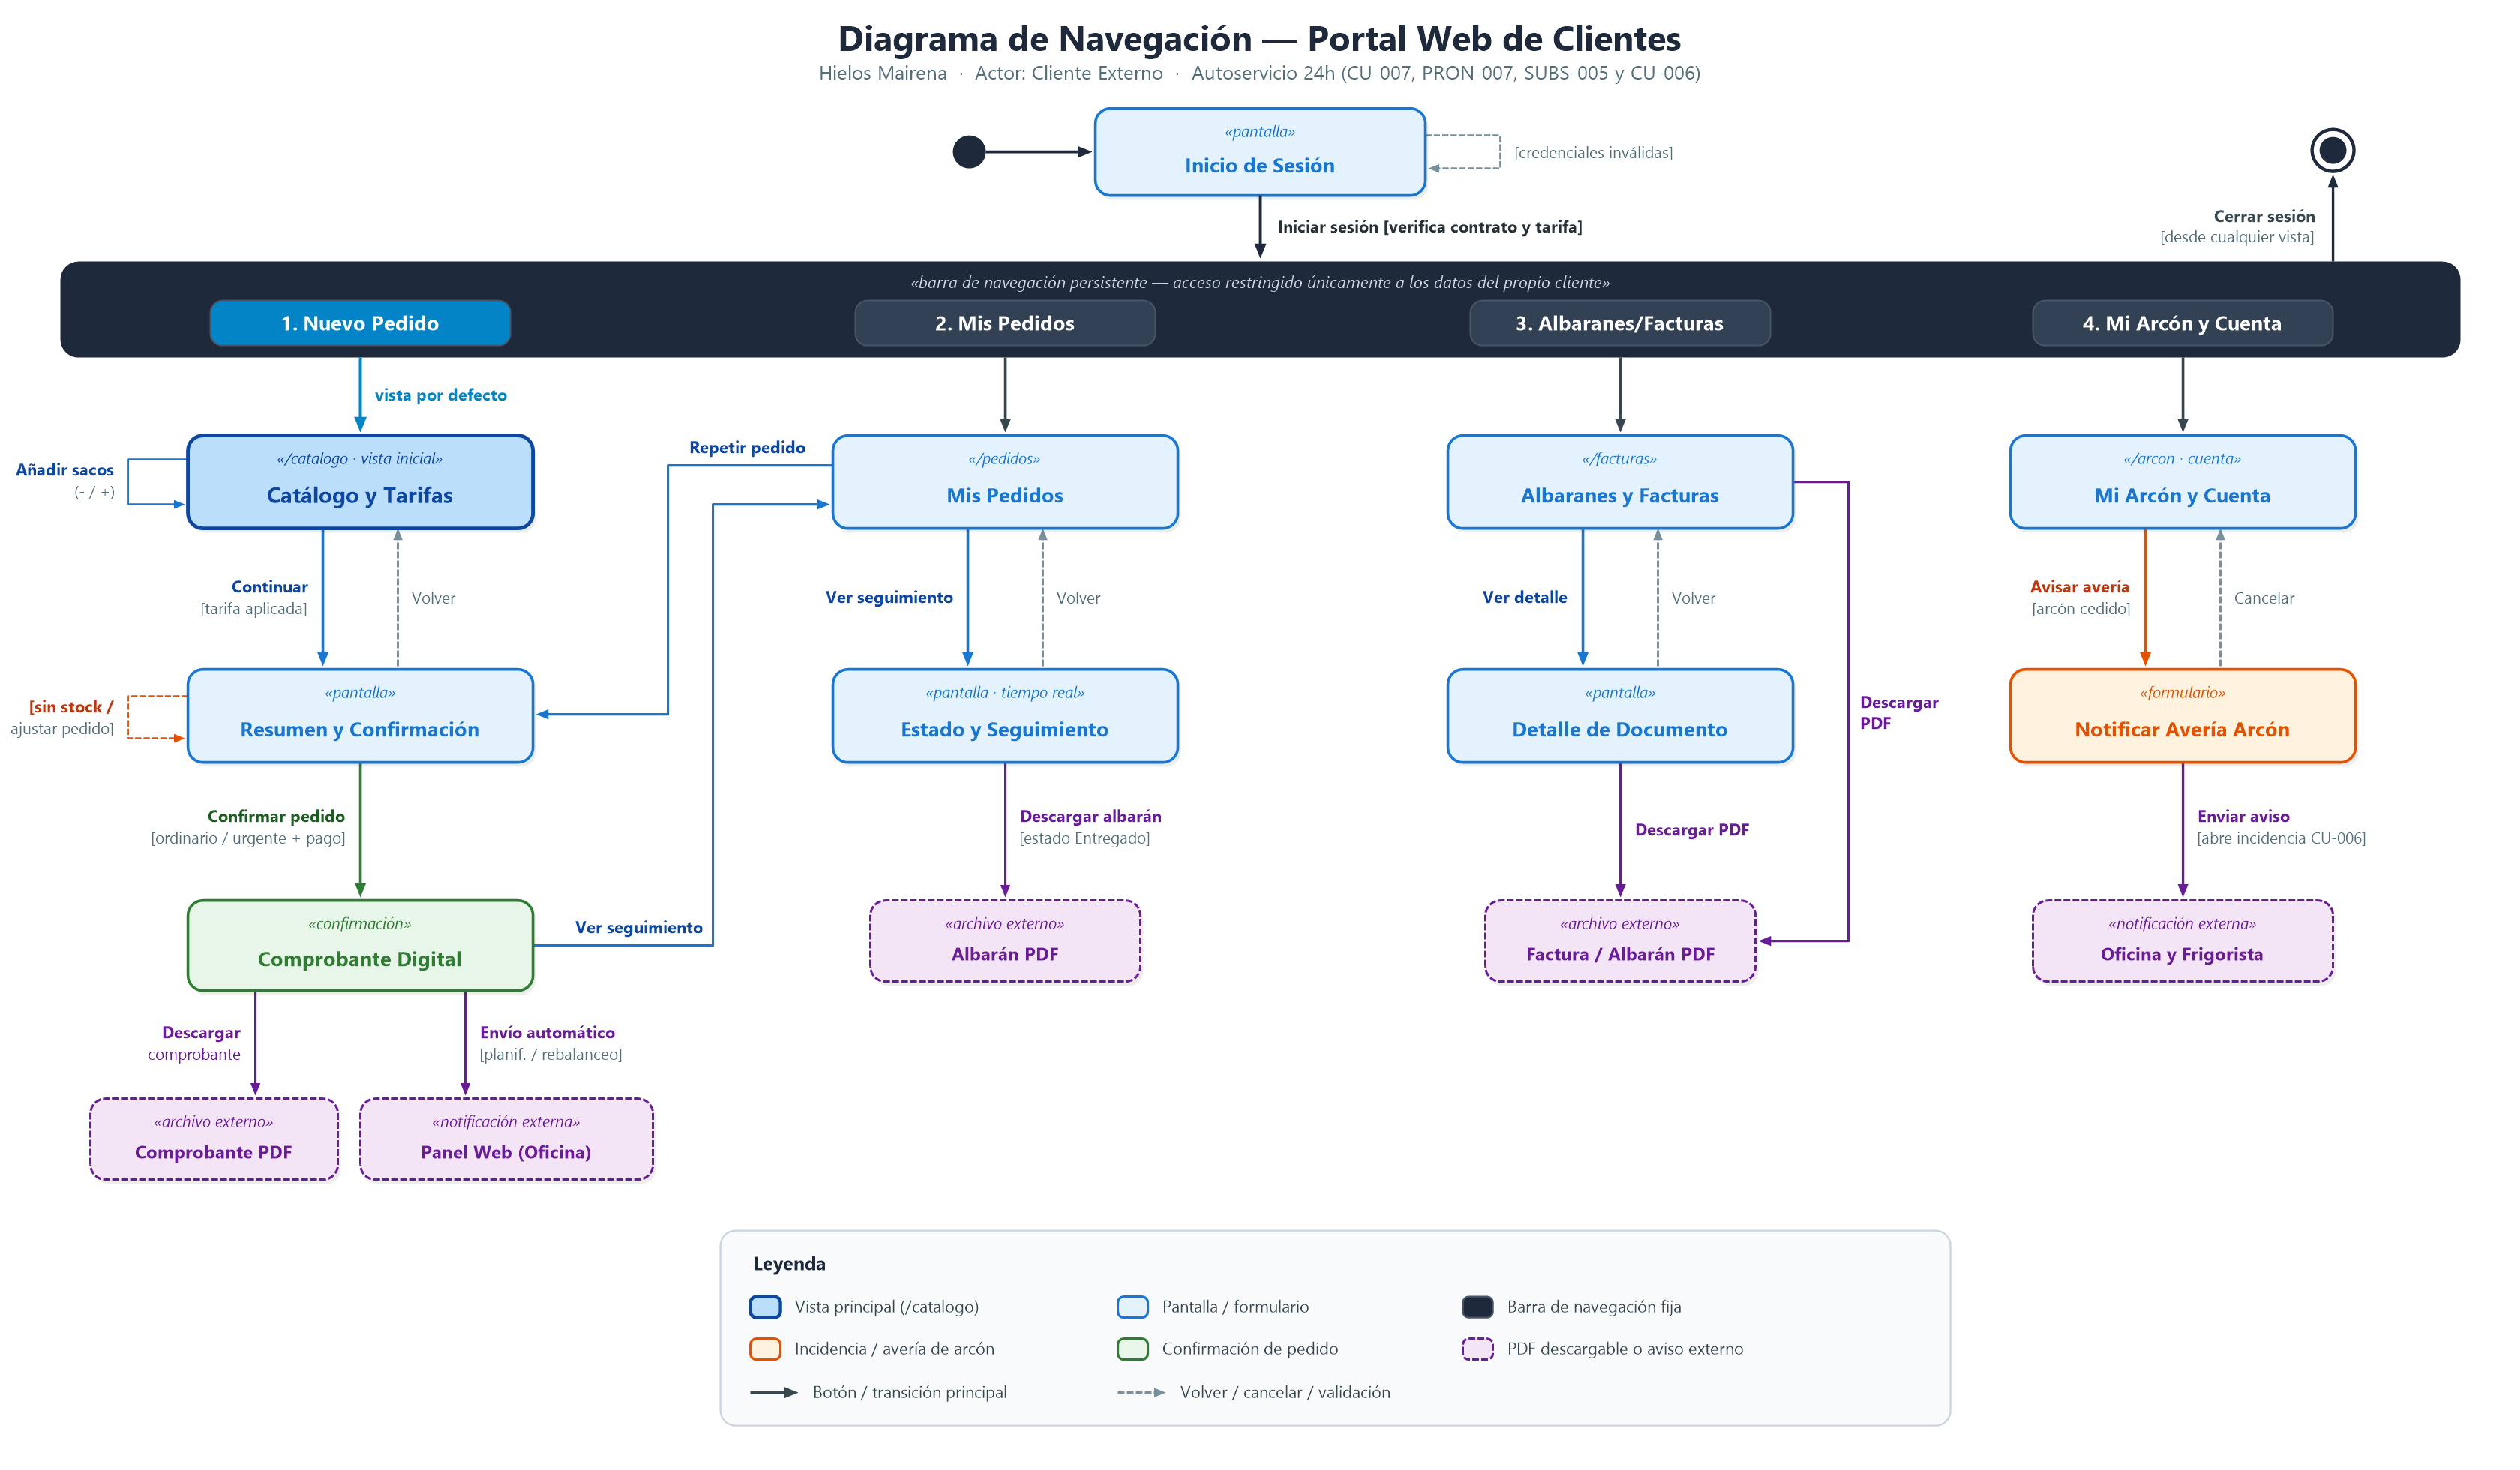 Diagrama de Navegación — Portal Web de Clientes
Hielos Mairena · Actor: Cliente Externo · Autoservicio 24h (CU-007, PRON-007, SUBS-005 y CU-006)
«pantalla»
Inicio de Sesión
[credenciales inválidas]
Iniciar sesión [verifica contrato y tarifa]
Cerrar sesión
[desde cualquier vista]
«barra de navegación persistente — acceso restringido únicamente a los datos del propio cliente»
1. Nuevo Pedido
2. Mis Pedidos
3. Albaranes/Facturas
4. Mi Arcón y Cuenta
vista por defecto
Añadir sacos
(- / +)
«/catalogo · vista inicial»
Catálogo y Tarifas
Repetir pedido
«/pedidos»
Mis Pedidos
«/facturas»
Albaranes y Facturas
«/arcon · cuenta»
Mi Arcón y Cuenta
Continuar
[tarifa aplicada]
Volver
Ver seguimiento
Volver
Ver detalle
Volver
Avisar avería
[arcón cedido]
Cancelar
[sin stock /
ajustar pedido]
«pantalla»
Resumen y Confirmación
«pantalla · tiempo real»
Estado y Seguimiento
«pantalla»
Detalle de Documento
Descargar
PDF
«formulario»
Notificar Avería Arcón
Confirmar pedido
[ordinario / urgente + pago]
Descargar albarán
[estado Entregado]
Descargar PDF
Enviar aviso
[abre incidencia CU-006]
«confirmación»
Comprobante Digital
Ver seguimiento
«archivo externo»
Albarán PDF
«archivo externo»
Factura / Albarán PDF
«notificación externa»
Oficina y Frigorista
Descargar
comprobante
Envío automático
[planif. / rebalanceo]
«archivo externo»
Comprobante PDF
«notificación externa»
Panel Web (Oficina)
Leyenda
Vista principal (/catalogo)
Pantalla / formulario
Barra de navegación fija
Incidencia / avería de arcón
Confirmación de pedido
PDF descargable o aviso externo
Botón / transición principal
Volver / cancelar / validación